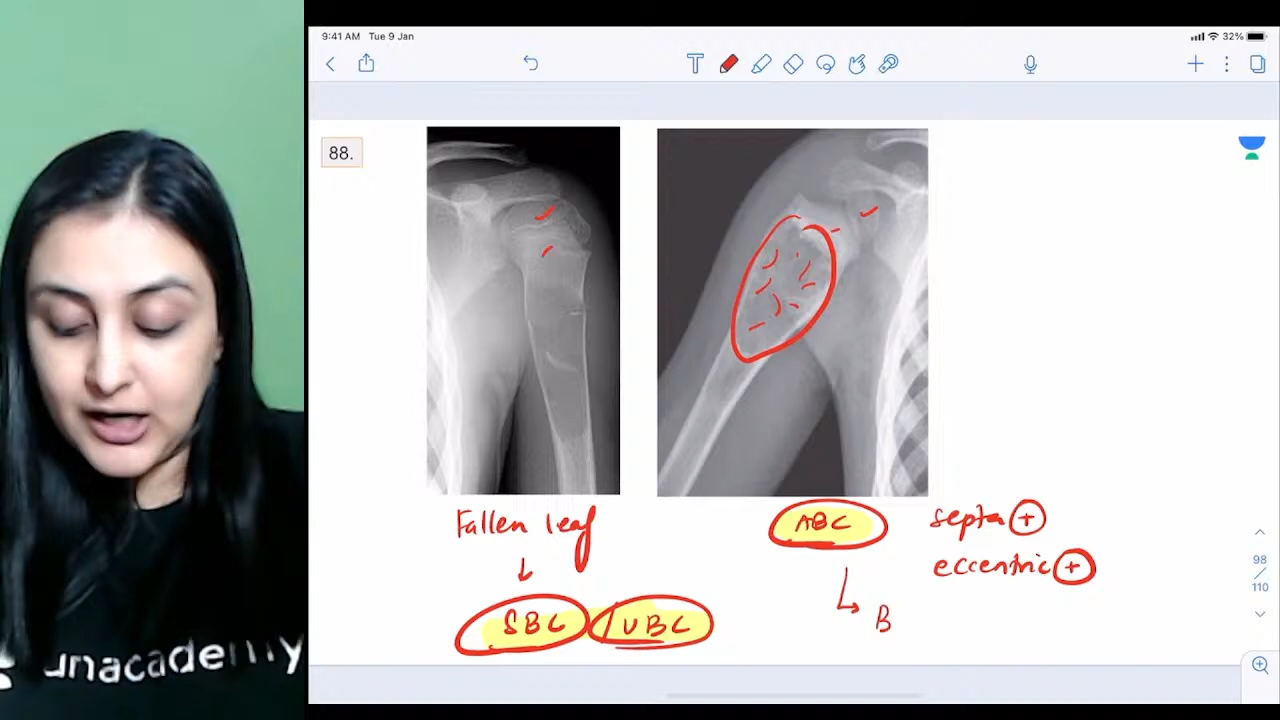 9:41 AM Tue 9 Jan
32%
T
88.
Fallen leaf
SBC / UBC
ABC
septa +
eccentric +
B
98
/
110
unacademy